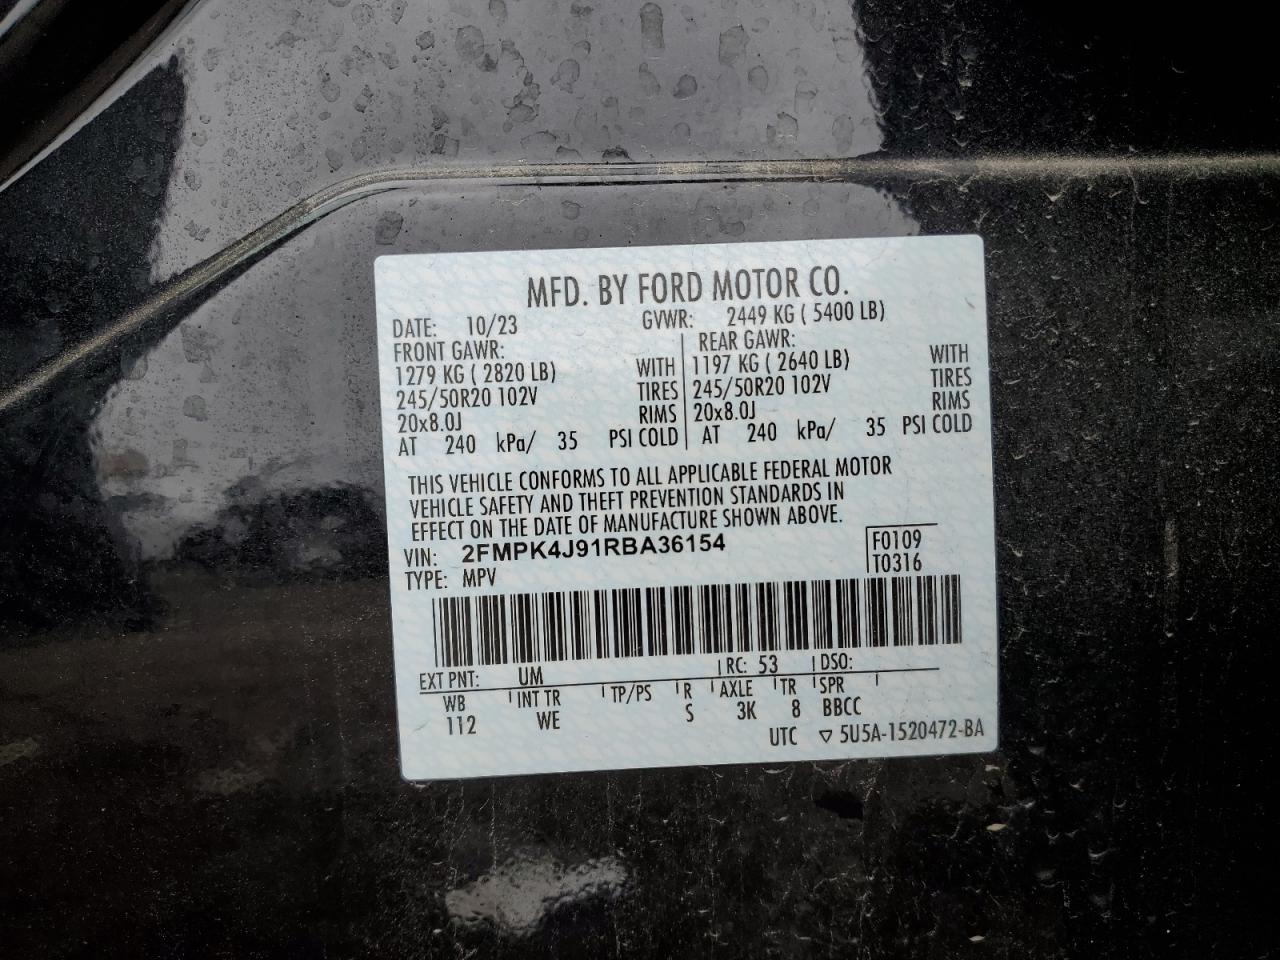 MFD. BY FORD MOTOR CO.
DATE: 10/23 GVWR: 2449 KG ( 5400 LB)
FRONT GAWR: REAR GAWR:
1279 KG ( 2820 LB) WITH 1197 KG ( 2640 LB) WITH
245/50R20 102V TIRES 245/50R20 102V TIRES
20x8.0J RIMS 20x8.0J RIMS
AT 240 kPa/ 35 PSI COLD AT 240 kPa/ 35 PSI COLD
THIS VEHICLE CONFORMS TO ALL APPLICABLE FEDERAL MOTOR
VEHICLE SAFETY AND THEFT PREVENTION STANDARDS IN
EFFECT ON THE DATE OF MANUFACTURE SHOWN ABOVE.
VIN: 2FMPK4J91RBA36154 F0109
TYPE: MPV T0316
EXT PNT: UM RC: 53 DSO:
WB INT TR TP/PS R AXLE TR SPR
112 WE S 3K 8 BBCC
UTC ▽ 5U5A-1520472-BA